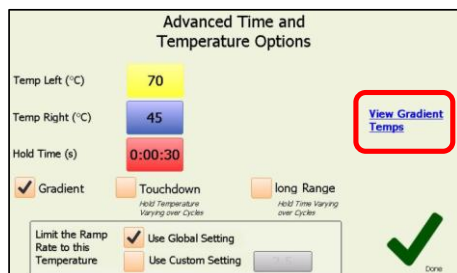 Advanced Time and
Temperature Options
Temp Left (°C)
70
Temp Right (°C)
45
View Gradient
Temps
Hold Time (s)
0:00:30
Gradient
Touchdown
long Range
Hold Temperature
Varying over Cycles
Hold Time Varying
over Cycles
Limit the Ramp
Rate to this
Temperature
Use Global Setting
Use Custom Setting
Done